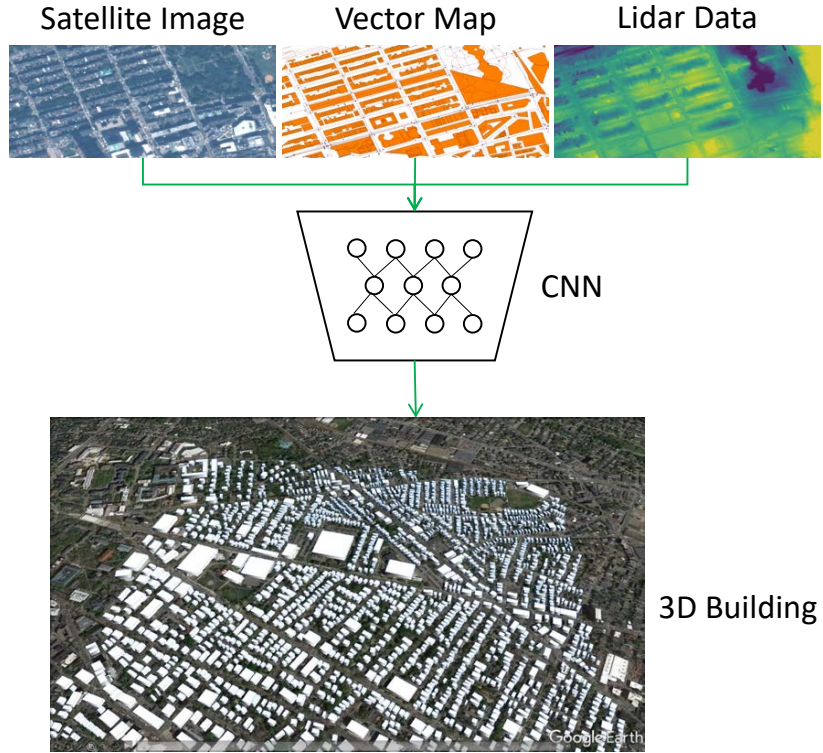 Satellite Image
Vector Map
Lidar Data
CNN
3D Building
Google Earth